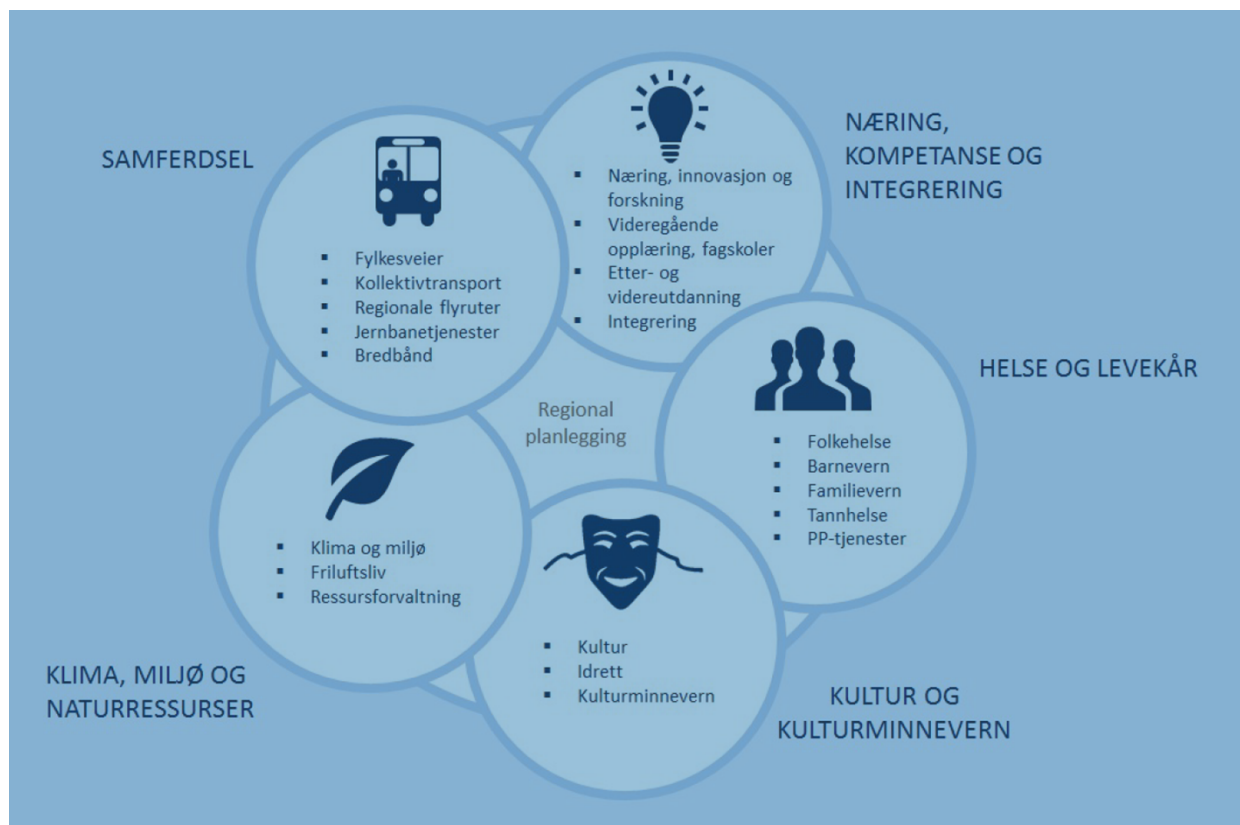 SAMFERDSEL
▪ Fylkesveier
▪ Kollektivtransport
▪ Regionale flyruter
▪ Jernbanetjenester
▪ Bredbånd
NÆRING,
KOMPETANSE OG
INTEGRERING
▪ Næring, innovasjon og
forskning
▪ Videregående
opplæring, fagskoler
▪ Etter- og
videreutdanning
▪ Integrering
HELSE OG LEVEKÅR
▪ Folkehelse
▪ Barnevern
▪ Familievern
▪ Tannhelse
▪ PP-tjenester
Regional
planlegging
▪ Klima og miljø
▪ Friluftsliv
▪ Ressursforvaltning
KLIMA, MILJØ OG
NATURRESSURSER
▪ Kultur
▪ Idrett
▪ Kulturminnevern
KULTUR OG
KULTURMINNEVERN